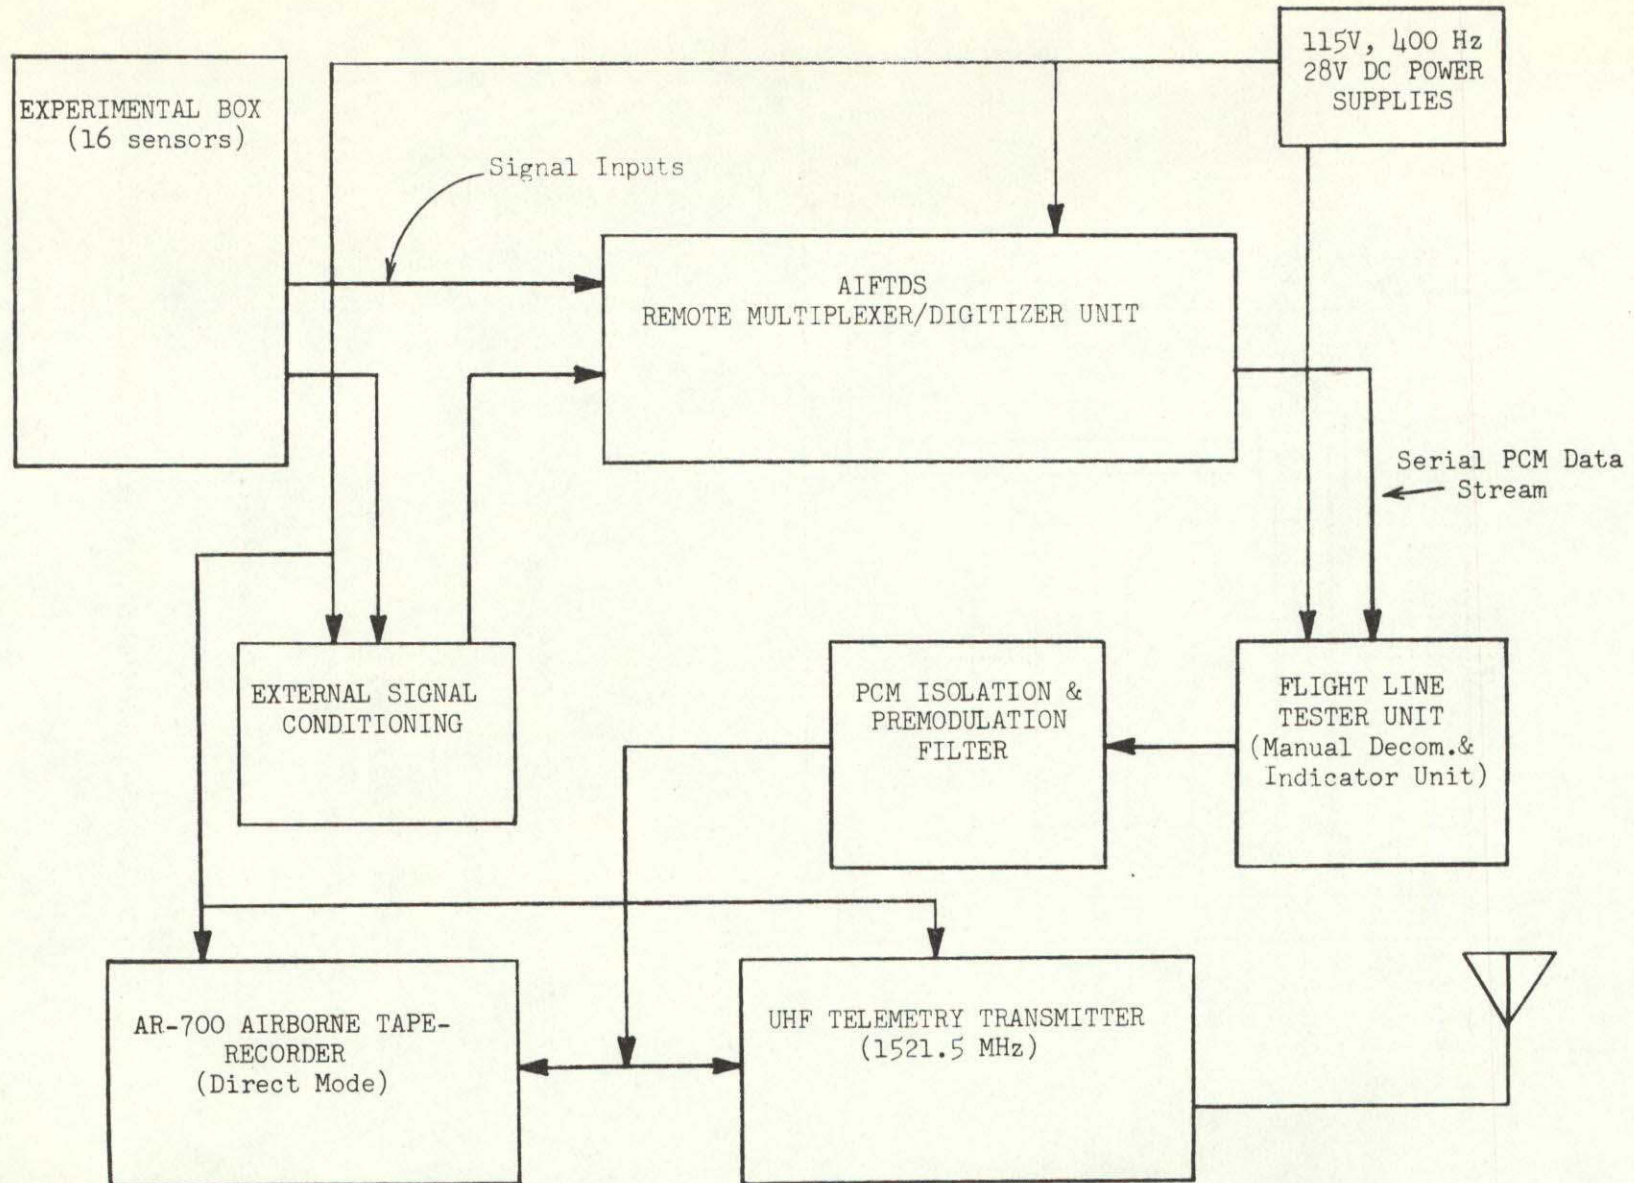 115V, 400 Hz
28V DC POWER
SUPPLIES
EXPERIMENTAL BOX
(16 sensors)
Signal Inputs
AIFTDS
REMOTE MULTIPLEXER/DIGITIZER UNIT
Serial PCM Data
Stream
EXTERNAL SIGNAL
CONDITIONING
PCM ISOLATION &
PREMODULATION
FILTER
FLIGHT LINE
TESTER UNIT
(Manual Decom.&
Indicator Unit)
AR-700 AIRBORNE TAPE-
RECORDER
(Direct Mode)
UHF TELEMETRY TRANSMITTER
(1521.5 MHz)